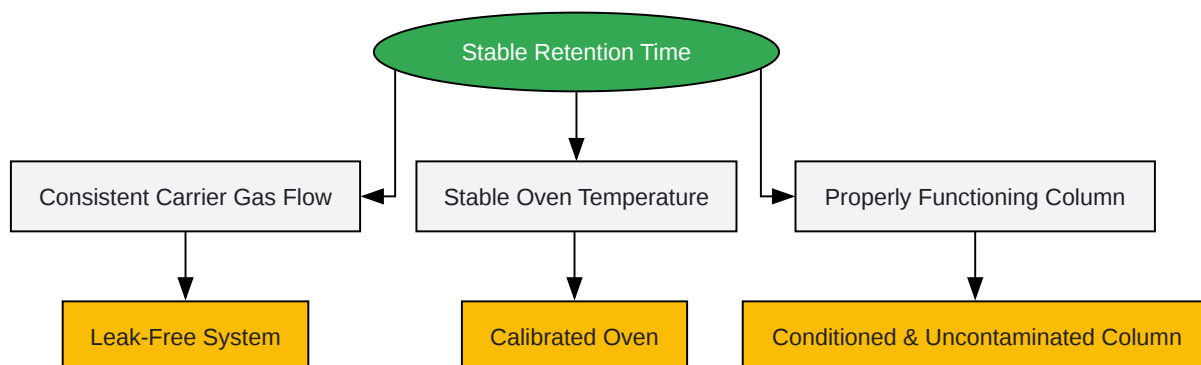 Stable Retention Time
Consistent Carrier Gas Flow
Stable Oven Temperature
Properly Functioning Column
Leak-Free System
Calibrated Oven
Conditioned & Uncontaminated Column